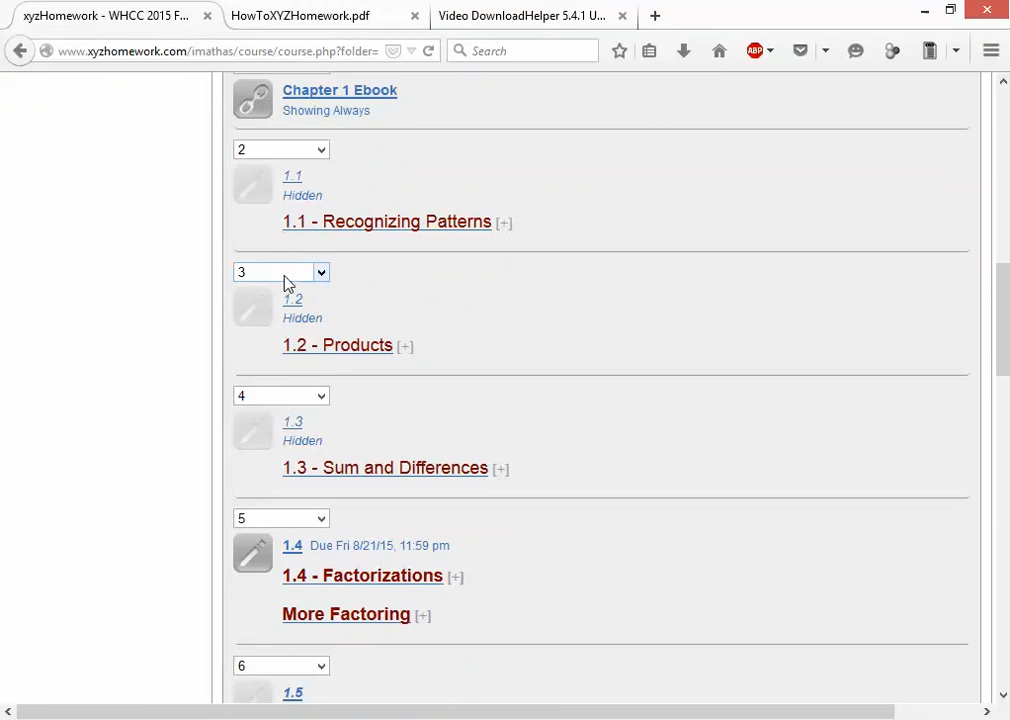 xyzHomework - WHCC 2015 F...
HowToXYZHomework.pdf
Video DownloadHelper 5.4.1 U...
www.xyzhomework.com/imathas/course/course.php?folder=
Search
ABP
Chapter 1 Ebook
Showing Always
2
1.1
Hidden
1.1 - Recognizing Patterns [+]
3
1.2
Hidden
1.2 - Products [+]
4
1.3
Hidden
1.3 - Sum and Differences [+]
5
1.4 Due Fri 8/21/15, 11:59 pm
1.4 - Factorizations [+]
More Factoring [+]
6
1.5